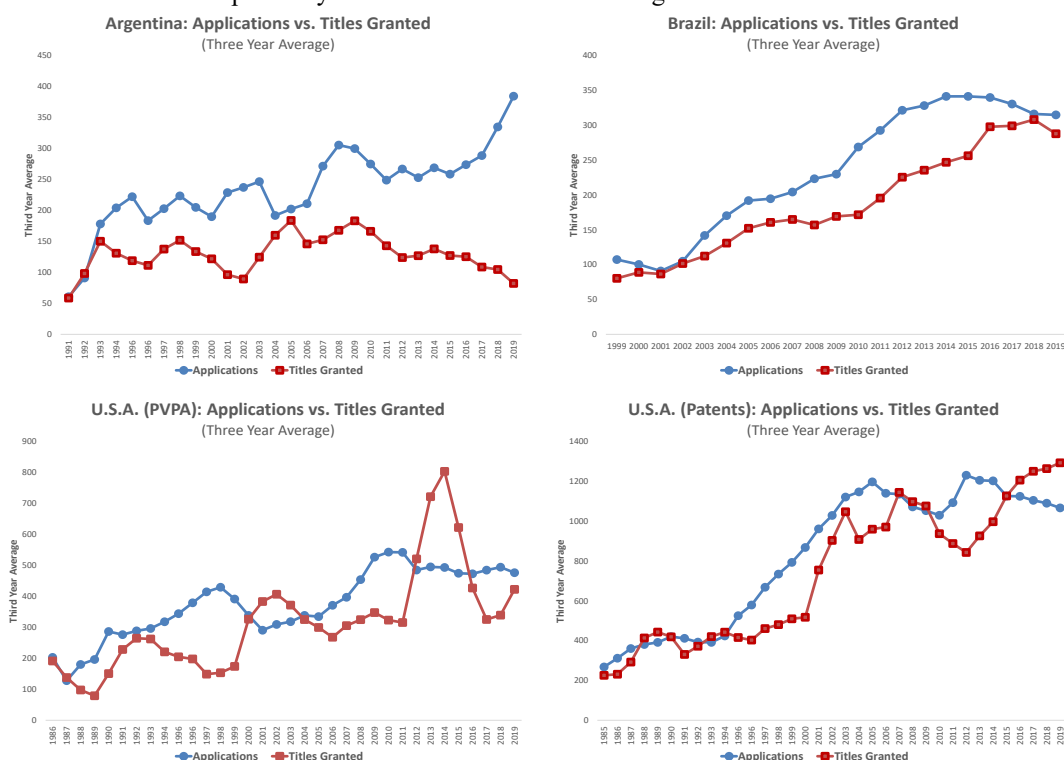 Argentina: Applications vs. Titles Granted
(Three Year Average)
450
400
350
300
250
200
150
100
50
0
Third Year Average
1991 1992 1993 1994 1996 1996 1997 1998 1999 2000 2001 2002 2003 2004 2005 2006 2007 2008 2009 2010 2011 2012 2013 2014 2015 2016 2017 2018 2019
Applications Titles Granted
Brazil: Applications vs. Titles Granted
(Three Year Average)
400
350
300
250
200
150
100
50
0
Third Year Average
1999 2000 2001 2002 2003 2004 2005 2006 2007 2008 2009 2010 2011 2012 2013 2014 2015 2016 2017 2018 2019
Applications Titles Granted
U.S.A. (PVPA): Applications vs. Titles Granted
(Three Year Average)
900
800
700
600
500
400
300
200
100
0
Third Year Average
1986 1987 1988 1989 1990 1991 1992 1993 1994 1995 1996 1997 1998 1999 2000 2001 2002 2003 2004 2005 2006 2007 2008 2009 2010 2011 2012 2013 2014 2015 2016 2017 2018 2019
Applications Titles Granted
U.S.A. (Patents): Applications vs. Titles Granted
(Three Year Average)
1400
1200
1000
800
600
400
200
0
Third Year Average
1985 1986 1987 1988 1989 1990 1991 1992 1993 1994 1995 1996 1997 1998 1999 2000 2001 2002 2003 2004 2005 2006 2007 2008 2009 2010 2011 2012 2013 2014 2015 2016 2017 2018 2019
Applications Titles Granted